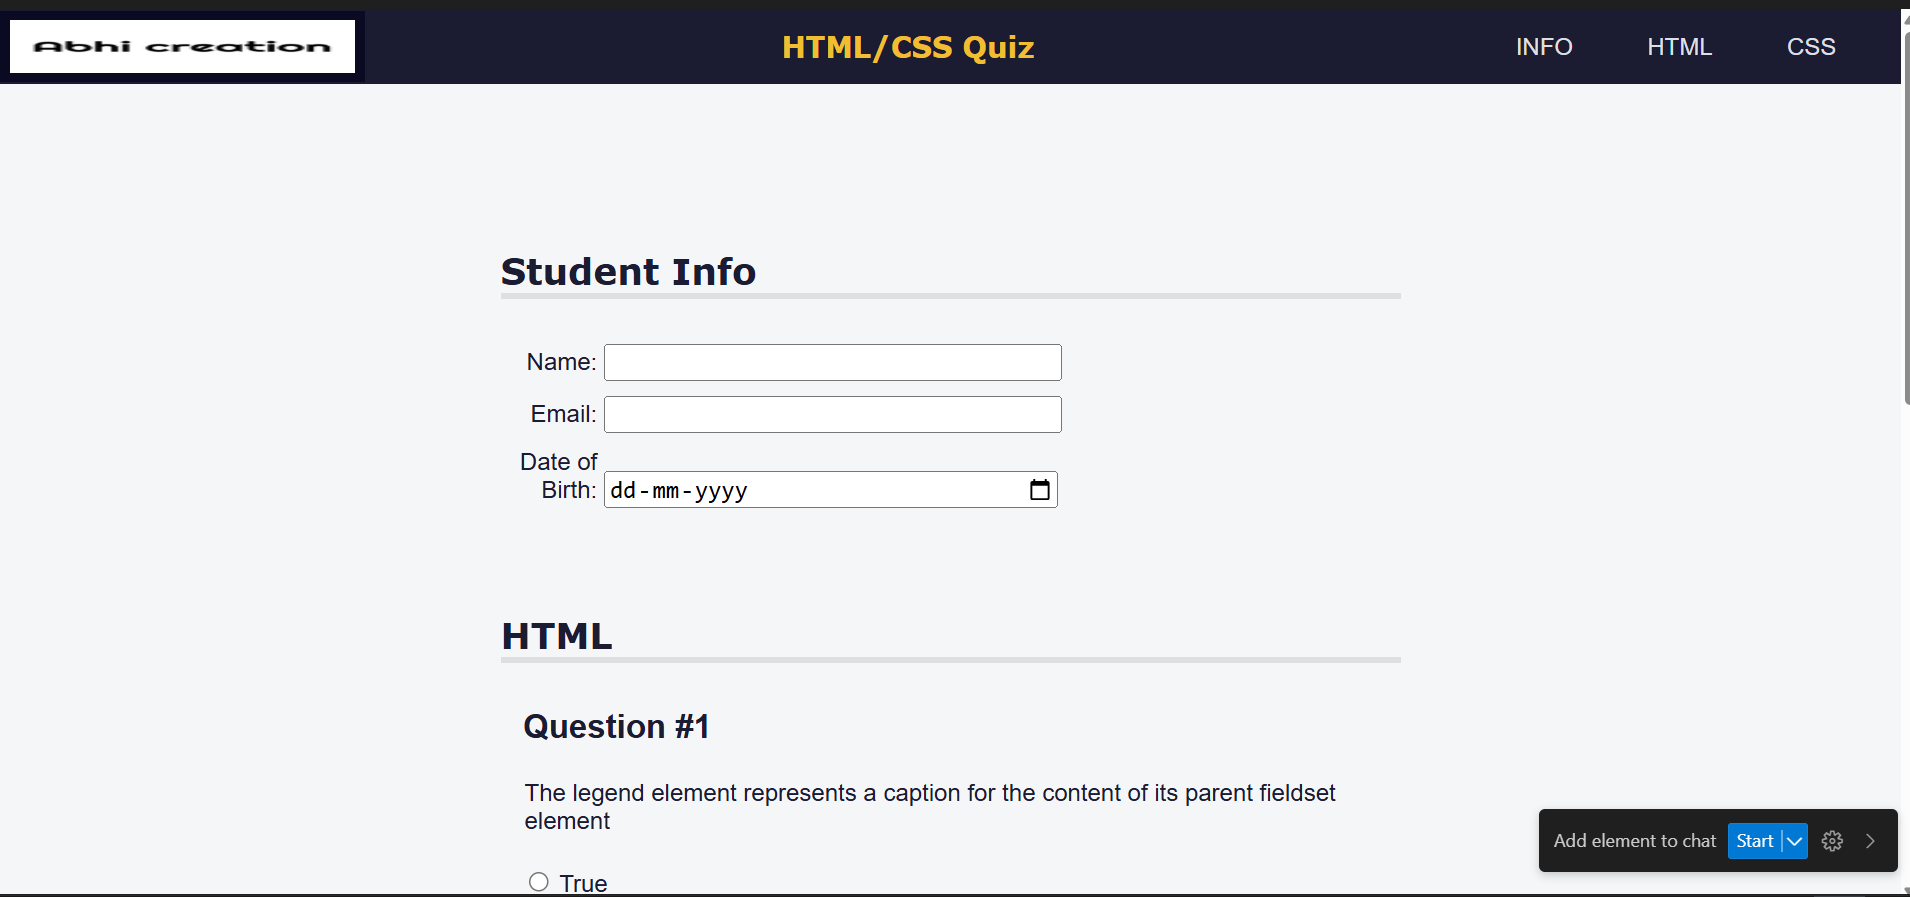 Abhi creation
HTML/CSS Quiz
INFO
HTML
CSS
Student Info
Name:
Email:
Date of
Birth:
dd-mm-yyyy
HTML
Question #1
The legend element represents a caption for the content of its parent fieldset
element
True
Add element to chat
Start